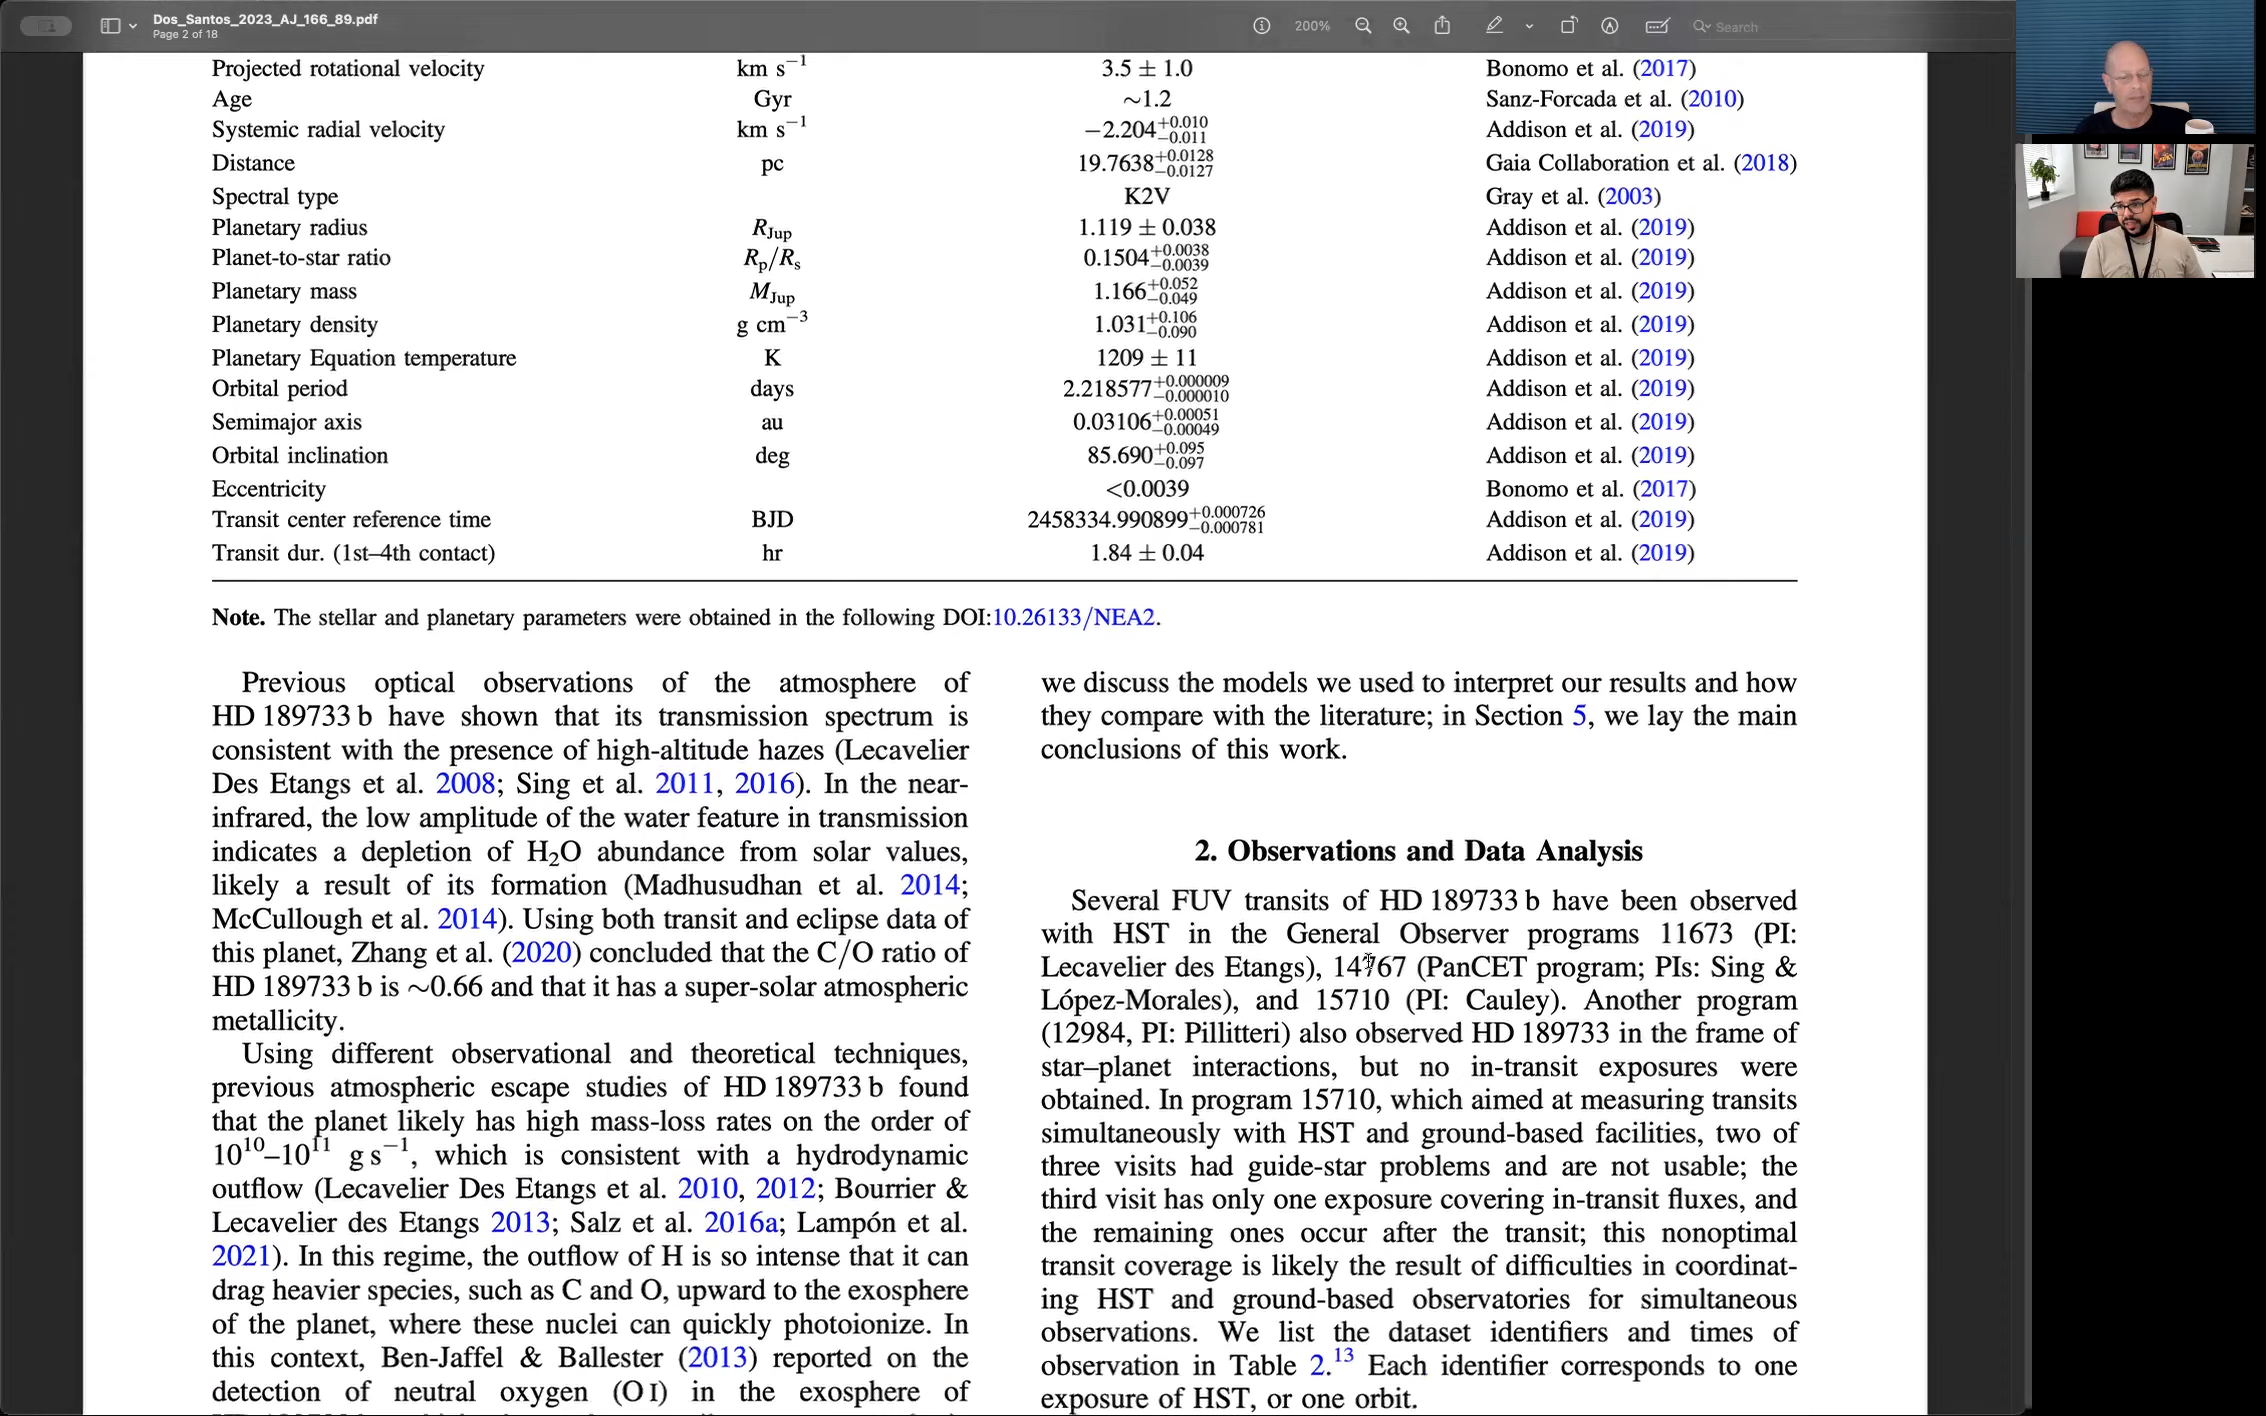 Dos_Santos_2023_AJ_166_89.pdf
Page 2 of 18
200%
Search
Projected rotational velocity km s−1 3.5 ± 1.0 Bonomo et al. (2017)
Age Gyr ∼1.2 Sanz-Forcada et al. (2010)
Systemic radial velocity km s−1 −2.204+0.010−0.011 Addison et al. (2019)
Distance pc 19.7638+0.0128−0.0127 Gaia Collaboration et al. (2018)
Spectral type K2V Gray et al. (2003)
Planetary radius RJup 1.119 ± 0.038 Addison et al. (2019)
Planet-to-star ratio Rp/Rs 0.1504+0.0038−0.0039 Addison et al. (2019)
Planetary mass MJup 1.166+0.052−0.049 Addison et al. (2019)
Planetary density g cm−3 1.031+0.106−0.090 Addison et al. (2019)
Planetary Equation temperature K 1209 ± 11 Addison et al. (2019)
Orbital period days 2.218577+0.000009−0.000010 Addison et al. (2019)
Semimajor axis au 0.03106+0.00051−0.00049 Addison et al. (2019)
Orbital inclination deg 85.690+0.095−0.097 Addison et al. (2019)
Eccentricity <0.0039 Bonomo et al. (2017)
Transit center reference time BJD 2458334.990899+0.000726−0.000781 Addison et al. (2019)
Transit dur. (1st–4th contact) hr 1.84 ± 0.04 Addison et al. (2019)
Note. The stellar and planetary parameters were obtained in the following DOI:10.26133/NEA2.
Previous optical observations of the atmosphere of
HD 189733 b have shown that its transmission spectrum is
consistent with the presence of high-altitude hazes (Lecavelier
Des Etangs et al. 2008; Sing et al. 2011, 2016). In the near-
infrared, the low amplitude of the water feature in transmission
indicates a depletion of H2O abundance from solar values,
likely a result of its formation (Madhusudhan et al. 2014;
McCullough et al. 2014). Using both transit and eclipse data of
this planet, Zhang et al. (2020) concluded that the C/O ratio of
HD 189733 b is ∼0.66 and that it has a super-solar atmospheric
metallicity.
Using different observational and theoretical techniques,
previous atmospheric escape studies of HD 189733 b found
that the planet likely has high mass-loss rates on the order of
10^10–10^11 g s−1, which is consistent with a hydrodynamic
outflow (Lecavelier Des Etangs et al. 2010, 2012; Bourrier &
Lecavelier des Etangs 2013; Salz et al. 2016a; Lampón et al.
2021). In this regime, the outflow of H is so intense that it can
drag heavier species, such as C and O, upward to the exosphere
of the planet, where these nuclei can quickly photoionize. In
this context, Ben-Jaffel & Ballester (2013) reported on the
detection of neutral oxygen (O I) in the exosphere of
we discuss the models we used to interpret our results and how
they compare with the literature; in Section 5, we lay the main
conclusions of this work.
2. Observations and Data Analysis
Several FUV transits of HD 189733 b have been observed
with HST in the General Observer programs 11673 (PI:
Lecavelier des Etangs), 14767 (PanCET program; PIs: Sing &
López-Morales), and 15710 (PI: Cauley). Another program
(12984, PI: Pillitteri) also observed HD 189733 in the frame of
star–planet interactions, but no in-transit exposures were
obtained. In program 15710, which aimed at measuring transits
simultaneously with HST and ground-based facilities, two of
three visits had guide-star problems and are not usable; the
third visit has only one exposure covering in-transit fluxes, and
the remaining ones occur after the transit; this nonoptimal
transit coverage is likely the result of difficulties in coordinat-
ing HST and ground-based observatories for simultaneous
observations. We list the dataset identifiers and times of
observation in Table 2.13 Each identifier corresponds to one
exposure of HST, or one orbit.